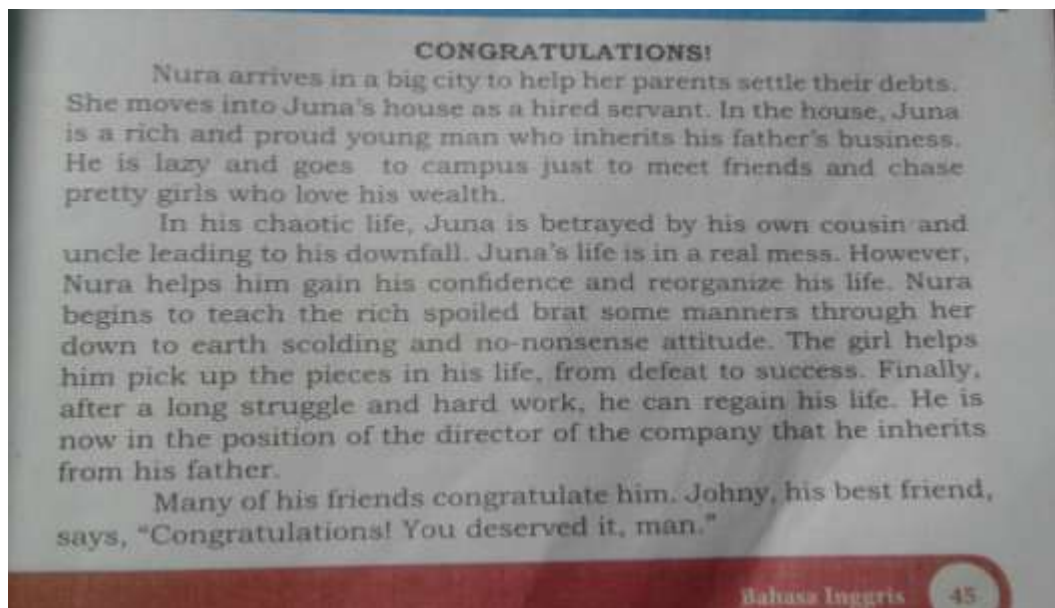 CONGRATULATIONS!
Nura arrives in a big city to help her parents settle their debts.
She moves into Juna's house as a hired servant. In the house, Juna
is a rich and proud young man who inherits his father's business.
He is lazy and goes to campus just to meet friends and chase
pretty girls who love his wealth.
In his chaotic life, Juna is betrayed by his own cousin and
uncle leading to his downfall. Juna's life is in a real mess. However,
Nura helps him gain his confidence and reorganize his life. Nura
begins to teach the rich spoiled brat some manners through her
down to earth scolding and no-nonsense attitude. The girl helps
him pick up the pieces in his life, from defeat to success. Finally,
after a long struggle and hard work, he can regain his life. He is
now in the position of the director of the company that he inherits
from his father.
Many of his friends congratulate him. Johny, his best friend,
says, "Congratulations! You deserved it, man."
Bahasa Inggris 45